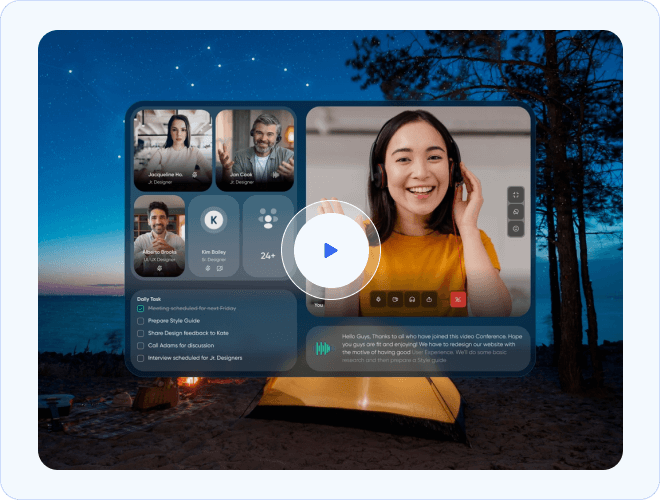 Jacqueline Ho.
Jr. Designer
Jan Cook
Jr. Designer
Alberto Brooks
UI/UX Designer
K
Kim Bailey
Sr. Designer
24+
You
Daily Task
Meeting scheduled for next Friday
Prepare Style Guide
Share Design feedback to Kate
Call Adams for discussion
Interview scheduled for Jr. Designers
Hello Guys, Thanks to all who have joined this video Conference. Hope
you guys are fit and enjoying! We have to redesign our website with
the motive of having good User Experience. We'll do some basic
research and then prepare a Style guide.